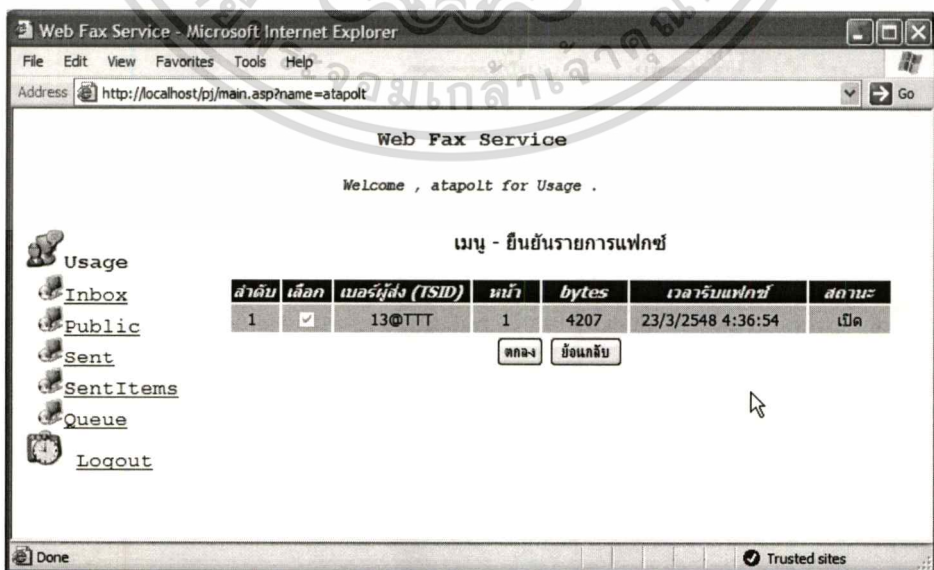 Web Fax Service - Microsoft Internet Explorer
File Edit View Favorites Tools Help
Address http://localhost/pj/main.asp?name=atapolt Go
Web Fax Service
Welcome , atapolt for Usage .
เมนู - ยืนยันรายการแฟกซ์
Usage
Inbox
Public
Sent
SentItems
Queue
Logout
ลำดับ เลือก เบอร์ผู้ส่ง (TSID) หน้า bytes เวลารับแฟกซ์ สถานะ
1 13@TTT 1 4207 23/3/2548 4:36:54 เปิด
ตกลง ย้อนกลับ
Done Trusted sites